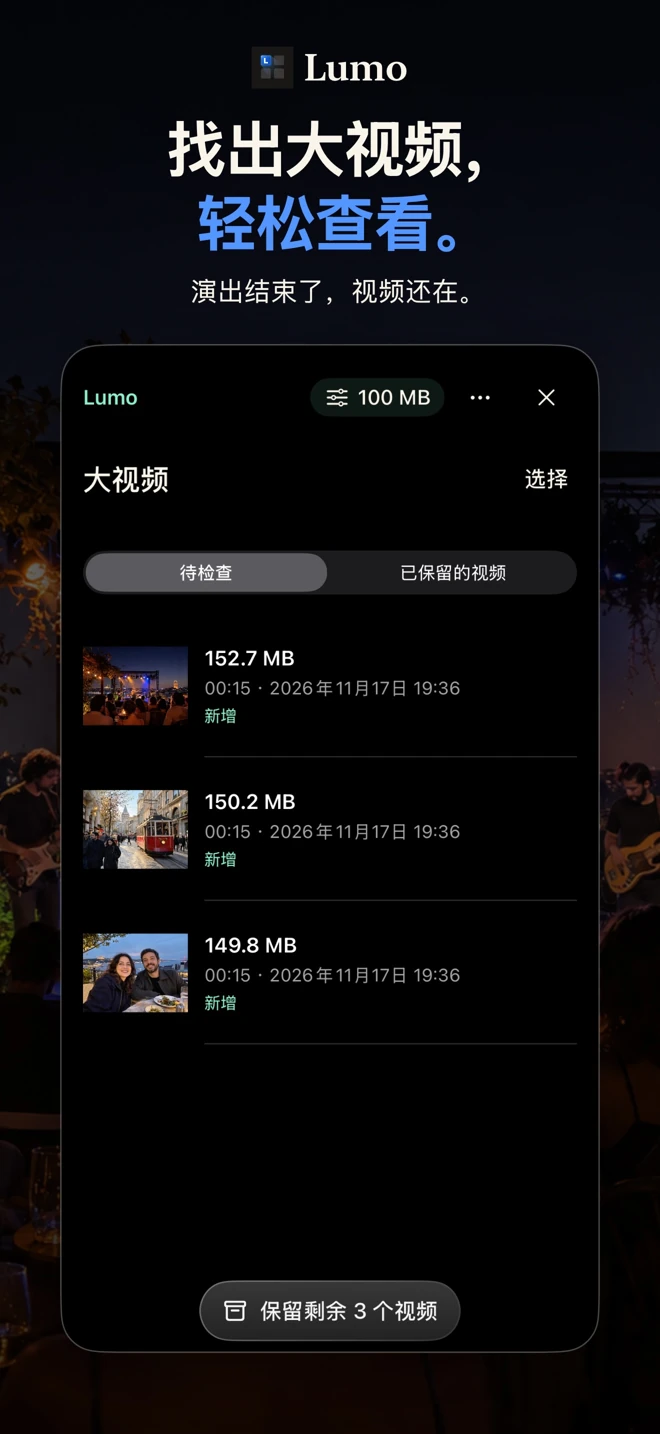 Lumo
找出大视频，
轻松查看。
演出结束了，视频还在。
Lumo
100 MB
大视频
选择
待检查
已保留的视频
152.7 MB
00:15 · 2026年11月17日 19:36
新增
150.2 MB
00:15 · 2026年11月17日 19:36
新增
149.8 MB
00:15 · 2026年11月17日 19:36
新增
保留剩余 3 个视频